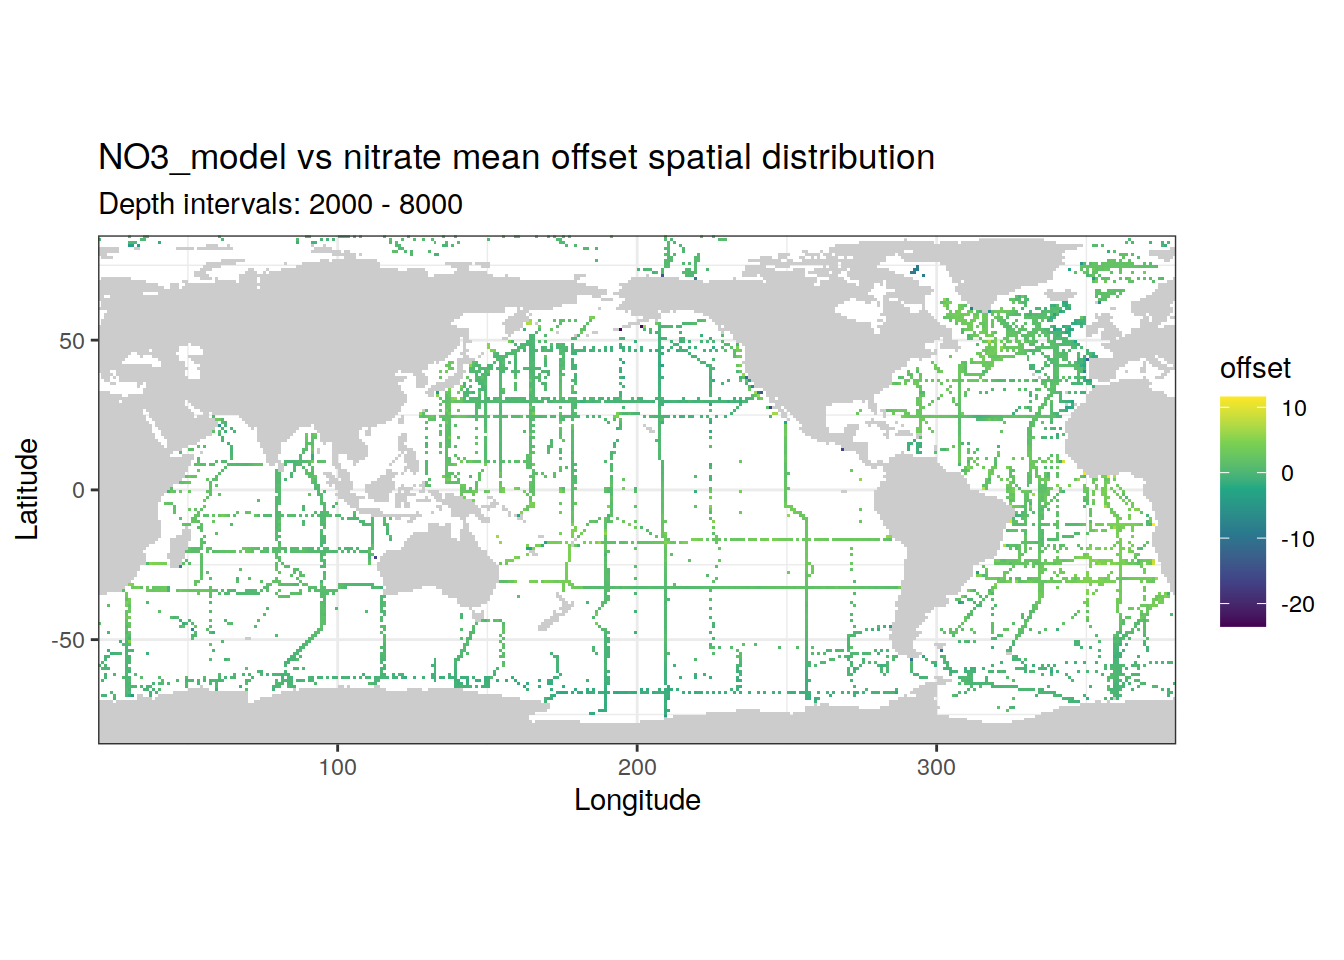 NO3_model vs nitrate mean offset spatial distribution
Depth intervals: 2000 - 8000
50
0
-50
Latitude
100
200
300
Longitude
offset
10
0
-10
-20